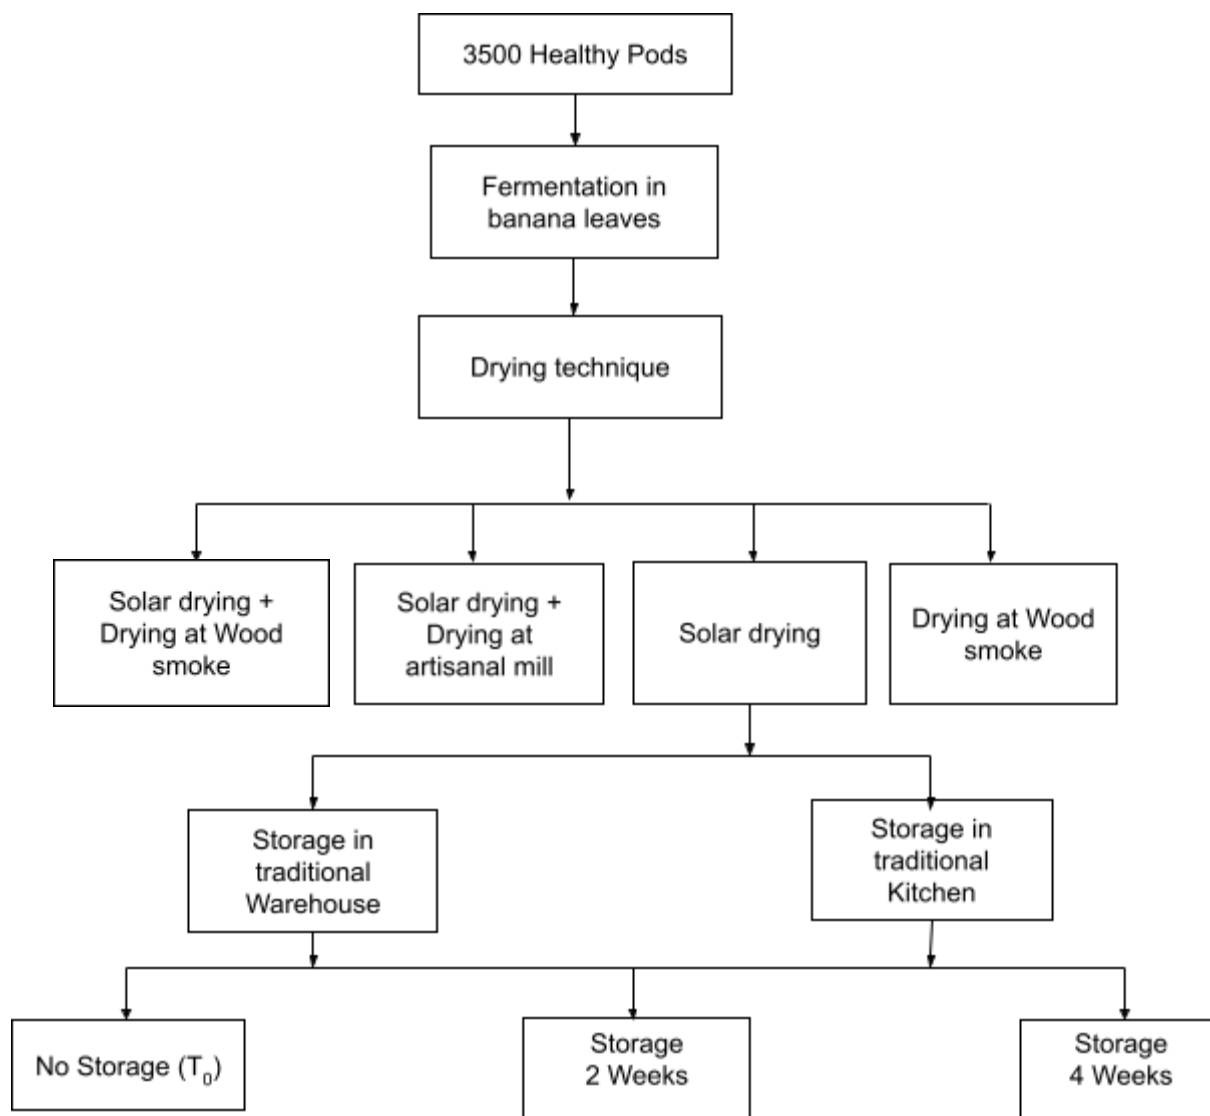 3500 Healthy Pods
Fermentation in
banana leaves
Drying technique
Solar drying +
Drying at Wood
smoke
Solar drying +
Drying at
artisanal mill
Solar drying
Drying at Wood
smoke
Storage in
traditional
Warehouse
Storage in
traditional
Kitchen
No Storage (T₀)
Storage
2 Weeks
Storage
4 Weeks